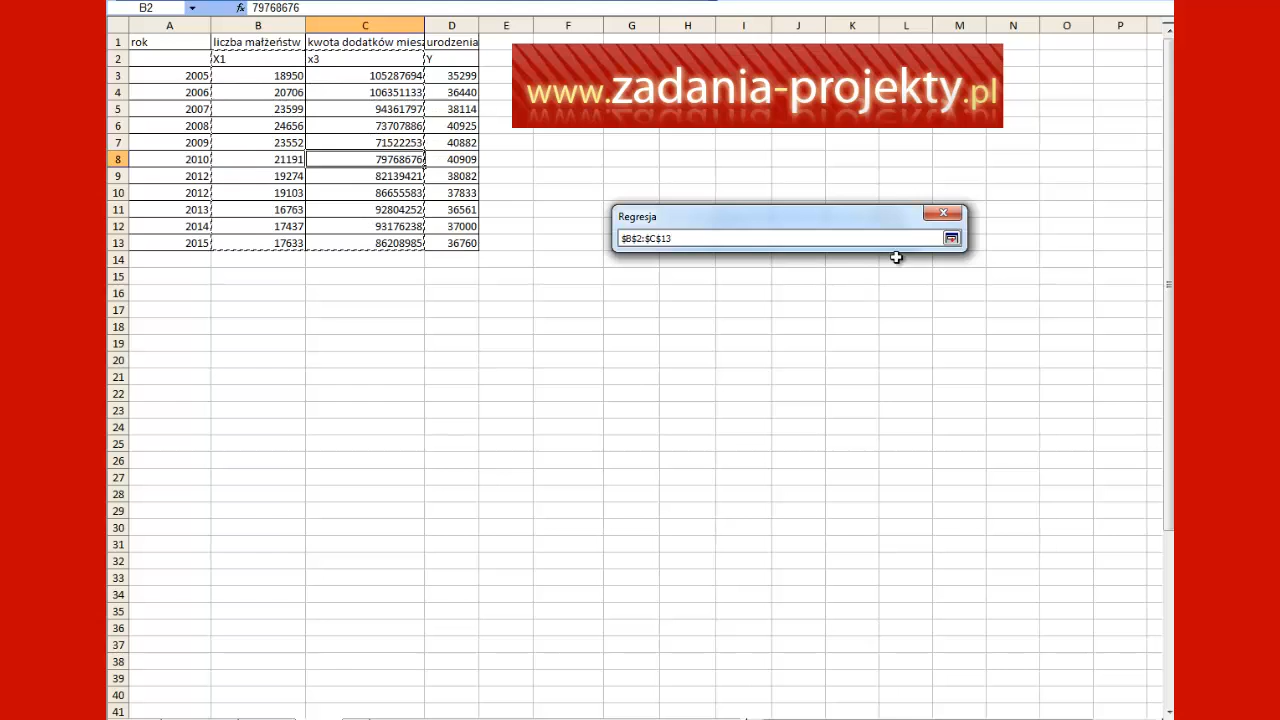 B2 fx 79768676
A B C D E F G H I J K L M N O P
1 rok liczba małżeństw kwota dodatków miesz urodzenia
2 X1 x3 Y
3 2005 18950 105287694 35299
4 2006 20706 106351133 36440
5 2007 23599 94361797 38114
6 2008 24656 73707886 40925
7 2009 23552 71522253 40882
8 2010 21191 79768676 40909
9 2012 19274 82139421 38082
10 2012 19103 86655583 37833
11 2013 16763 92804252 36561
12 2014 17437 93176238 37000
13 2015 17633 86208985 36760
14
15
16
17
18
19
20
21
22
23
24
25
26
27
28
29
30
31
32
33
34
35
36
37
38
39
40
41
www.zadania-projekty.pl
Regresja
$B$2:$C$13